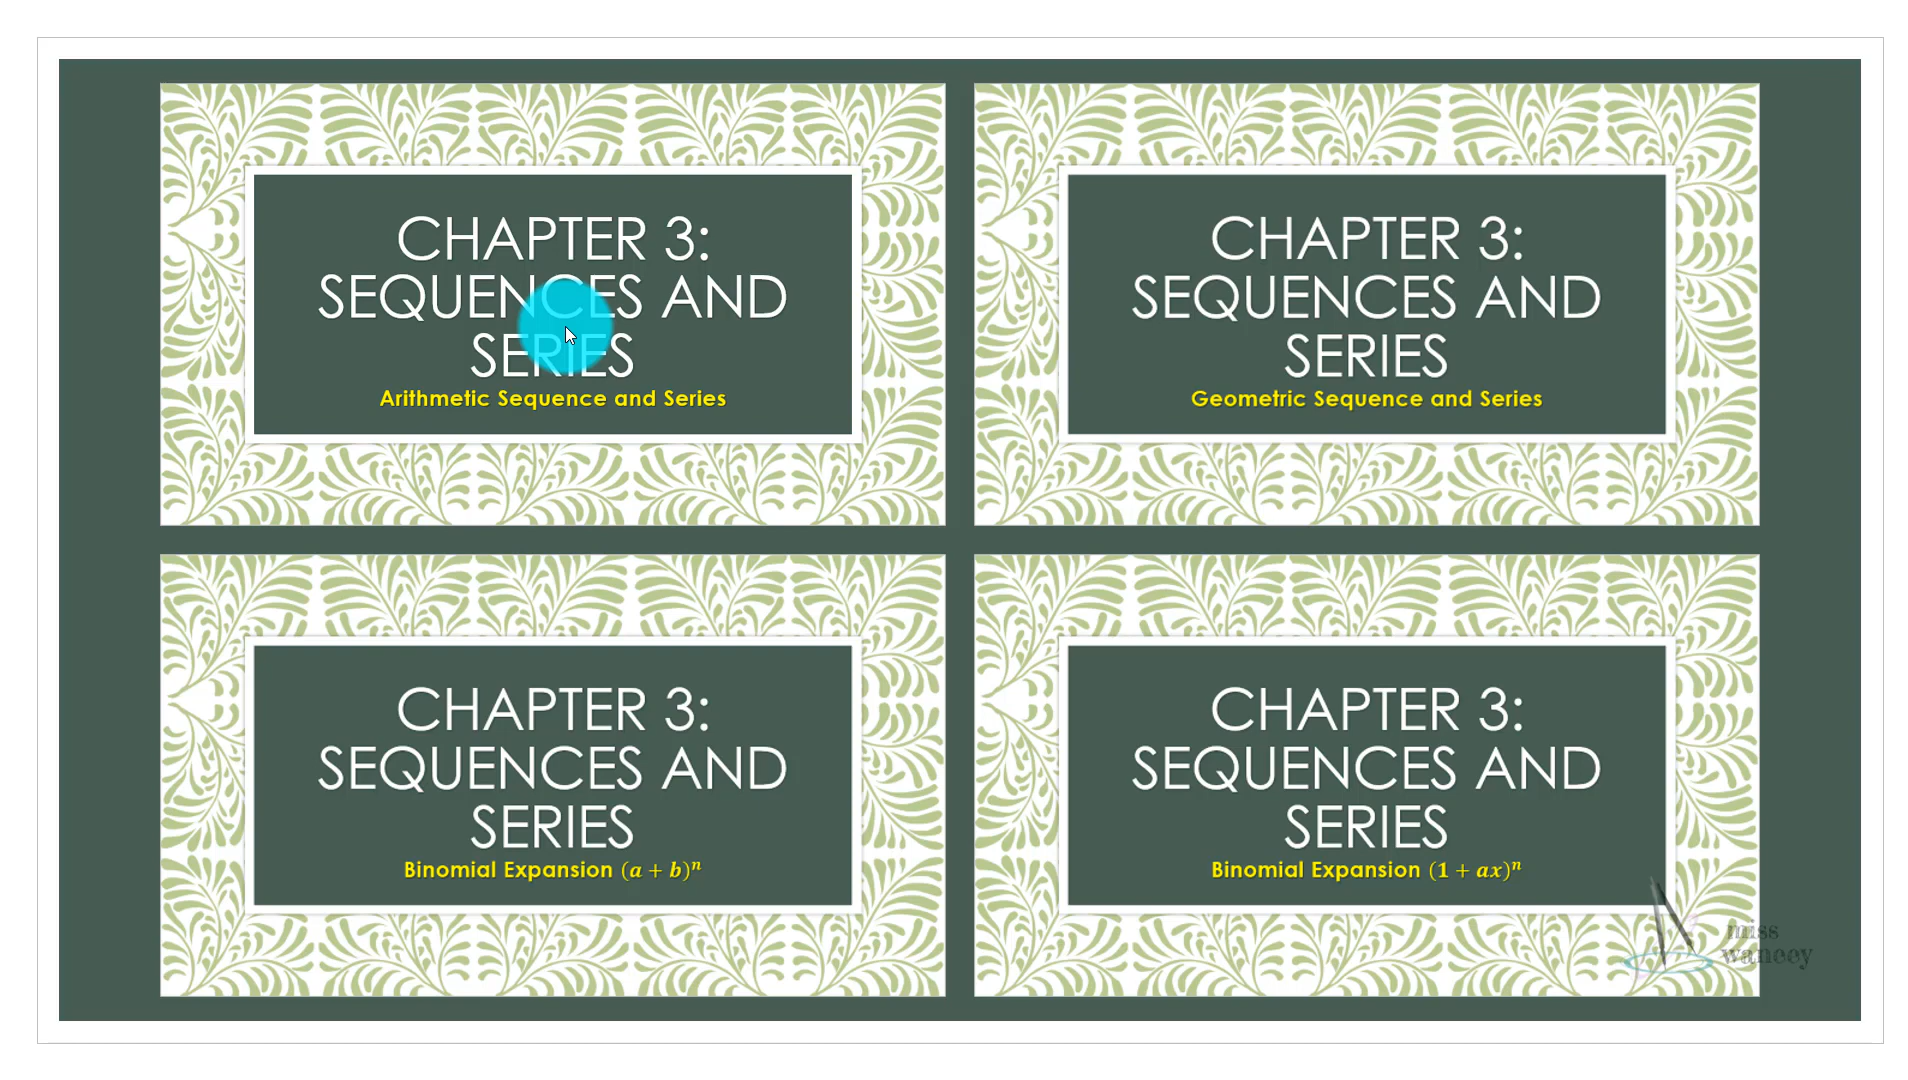 CHAPTER 3:
SEQUENCES AND
SERIES
Arithmetic Sequence and Series
CHAPTER 3:
SEQUENCES AND
SERIES
Geometric Sequence and Series
CHAPTER 3:
SEQUENCES AND
SERIES
Binomial Expansion (a + b)ⁿ
CHAPTER 3:
SEQUENCES AND
SERIES
Binomial Expansion (1 + ax)ⁿ
miss
waneey